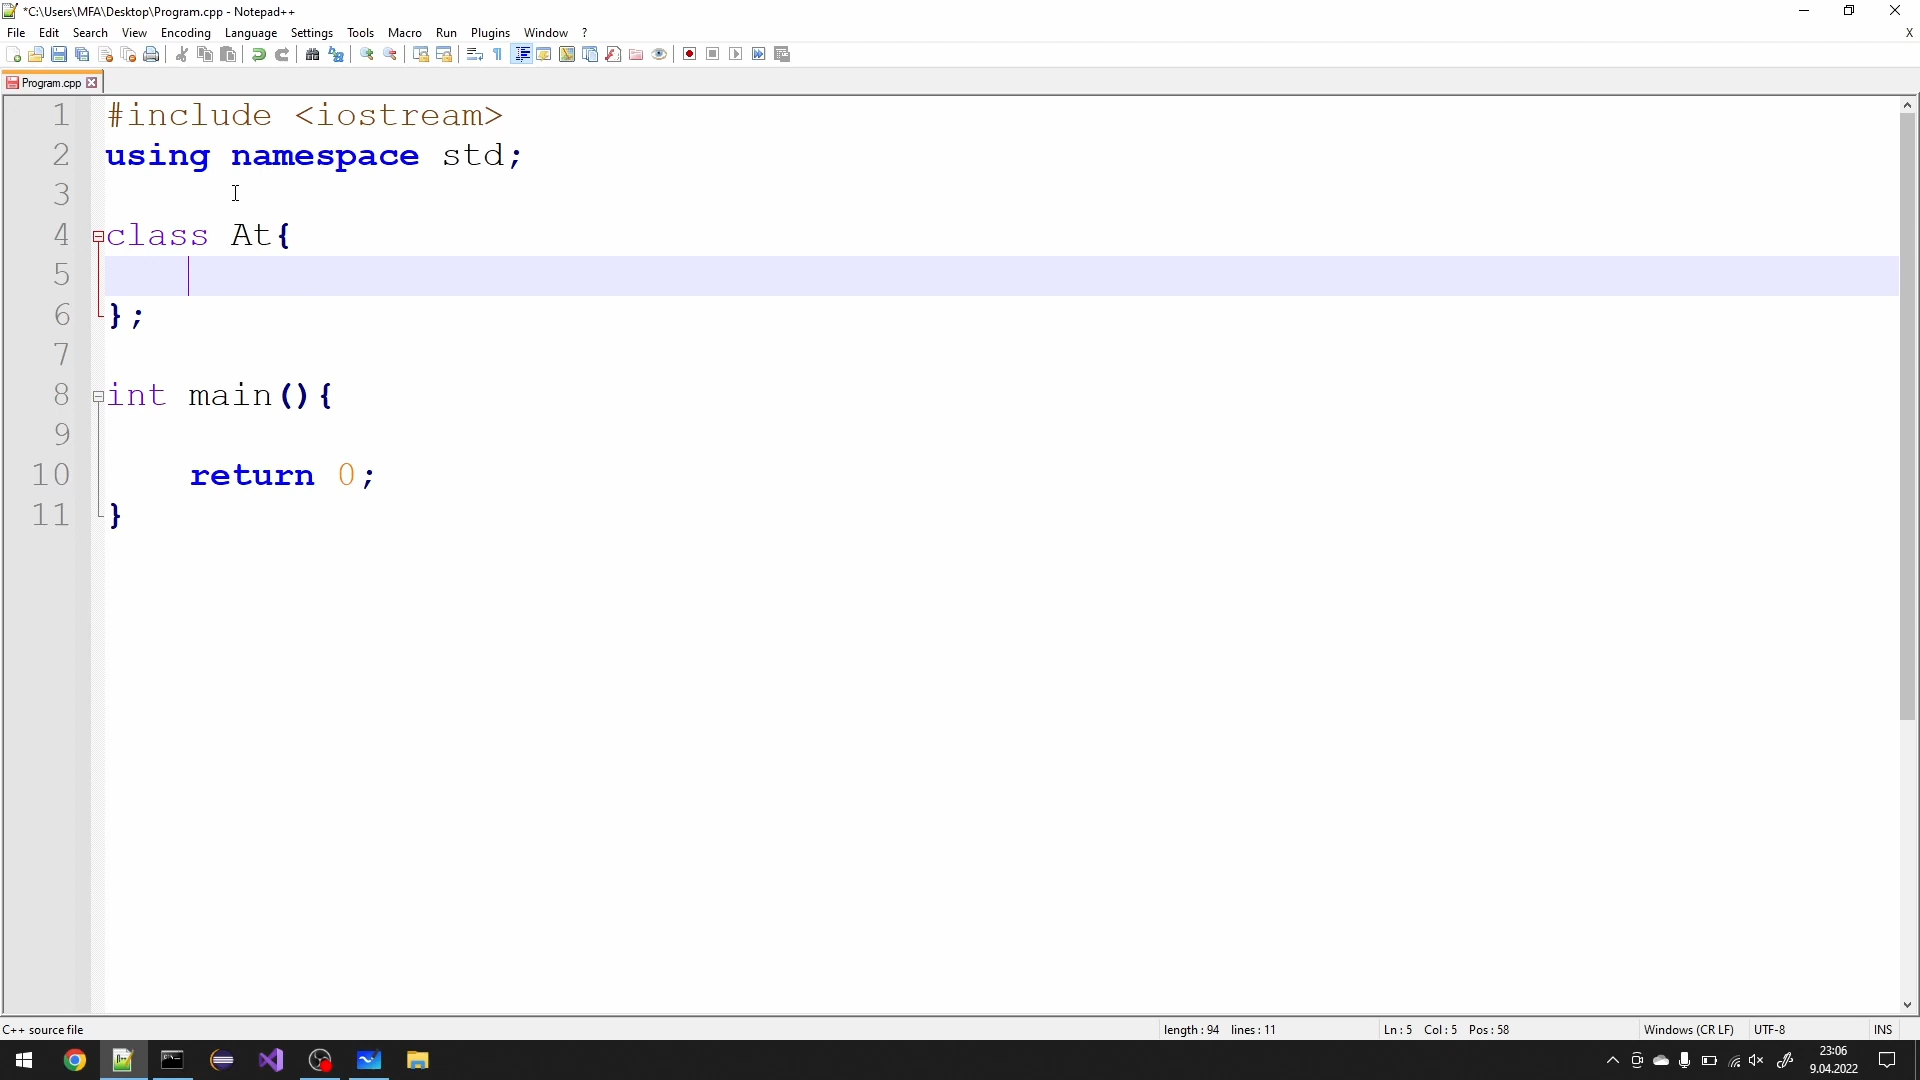 *C:\Users\MFA\Desktop\Program.cpp - Notepad++
File Edit Search View Encoding Language Settings Tools Macro Run Plugins Window ? X
Program.cpp
1 #include <iostream>
2 using namespace std;
3
4 class At{
5
6 };
7
8 int main(){
9
10 return 0;
11 }
C++ source file length : 94 lines : 11 Ln : 5 Col : 5 Pos : 58 Windows (CR LF) UTF-8 INS
23:06
9.04.2022